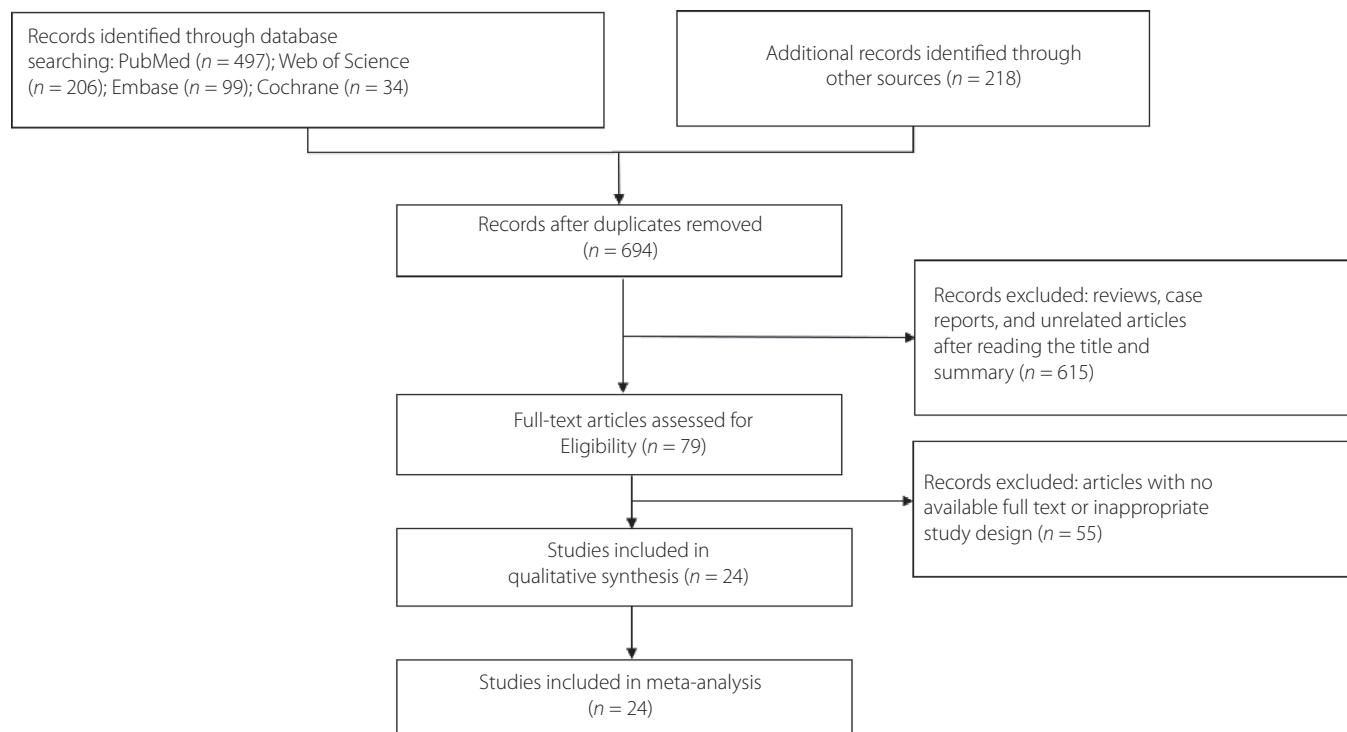 Records identified through database
searching: PubMed (n = 497); Web of Science
(n = 206); Embase (n = 99); Cochrane (n = 34)
Additional records identified through
other sources (n = 218)
Records after duplicates removed
(n = 694)
Records excluded: reviews, case
reports, and unrelated articles
after reading the title and
summary (n = 615)
Full-text articles assessed for
Eligibility (n = 79)
Records excluded: articles with no
available full text or inappropriate
study design (n = 55)
Studies included in
qualitative synthesis (n = 24)
Studies included in meta-analysis
(n = 24)